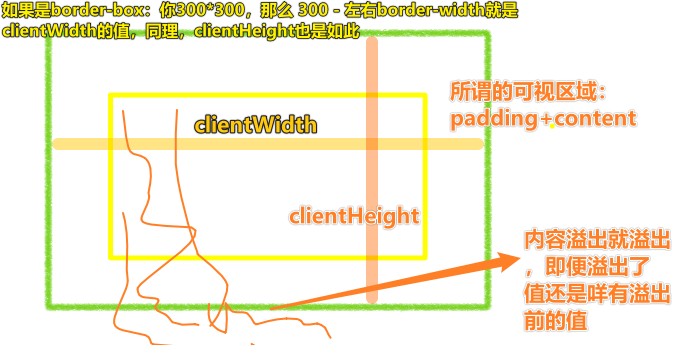 如果是border-box：你300*300，那么 300 - 左右border-width就是
clientWidth的值，同理，clientHeight也是如此
所谓的可视区域：
padding+content
clientWidth
clientHeight
内容溢出就溢出
，即便溢出了
值还是咩有溢出
前的值